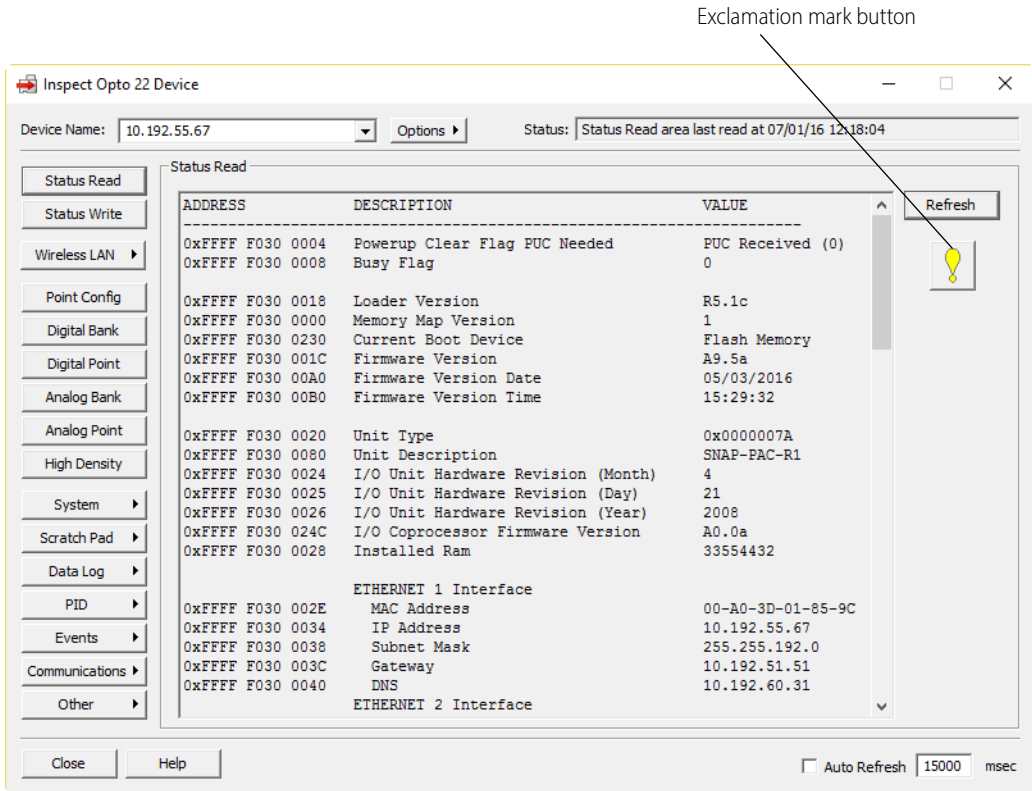 Exclamation mark button
Inspect Opto 22 Device
Device Name: 10.192.55.67 Options Status: Status Read area last read at 07/01/16 12:18:04
Status Read
Status Write
Wireless LAN
Point Config
Digital Bank
Digital Point
Analog Bank
Analog Point
High Density
System
Scratch Pad
Data Log
PID
Events
Communications
Other
Status Read
ADDRESS DESCRIPTION VALUE
--------------------------------------------------------------------------------
0xFFFF F030 0004 Powerup Clear Flag PUC Needed PUC Received (0)
0xFFFF F030 0008 Busy Flag 0
0xFFFF F030 0018 Loader Version R5.1c
0xFFFF F030 0000 Memory Map Version 1
0xFFFF F030 0230 Current Boot Device Flash Memory
0xFFFF F030 001C Firmware Version A9.5a
0xFFFF F030 00A0 Firmware Version Date 05/03/2016
0xFFFF F030 00B0 Firmware Version Time 15:29:32
0xFFFF F030 0020 Unit Type 0x0000007A
0xFFFF F030 0080 Unit Description SNAP-PAC-R1
0xFFFF F030 0024 I/O Unit Hardware Revision (Month) 4
0xFFFF F030 0025 I/O Unit Hardware Revision (Day) 21
0xFFFF F030 0026 I/O Unit Hardware Revision (Year) 2008
0xFFFF F030 024C I/O Coprocessor Firmware Version A0.0a
0xFFFF F030 0028 Installed Ram 33554432
ETHERNET 1 Interface
0xFFFF F030 002E MAC Address 00-A0-3D-01-85-9C
0xFFFF F030 0034 IP Address 10.192.55.67
0xFFFF F030 0038 Subnet Mask 255.255.192.0
0xFFFF F030 003C Gateway 10.192.51.51
0xFFFF F030 0040 DNS 10.192.60.31
ETHERNET 2 Interface
Refresh
Close Help Auto Refresh 15000 msec